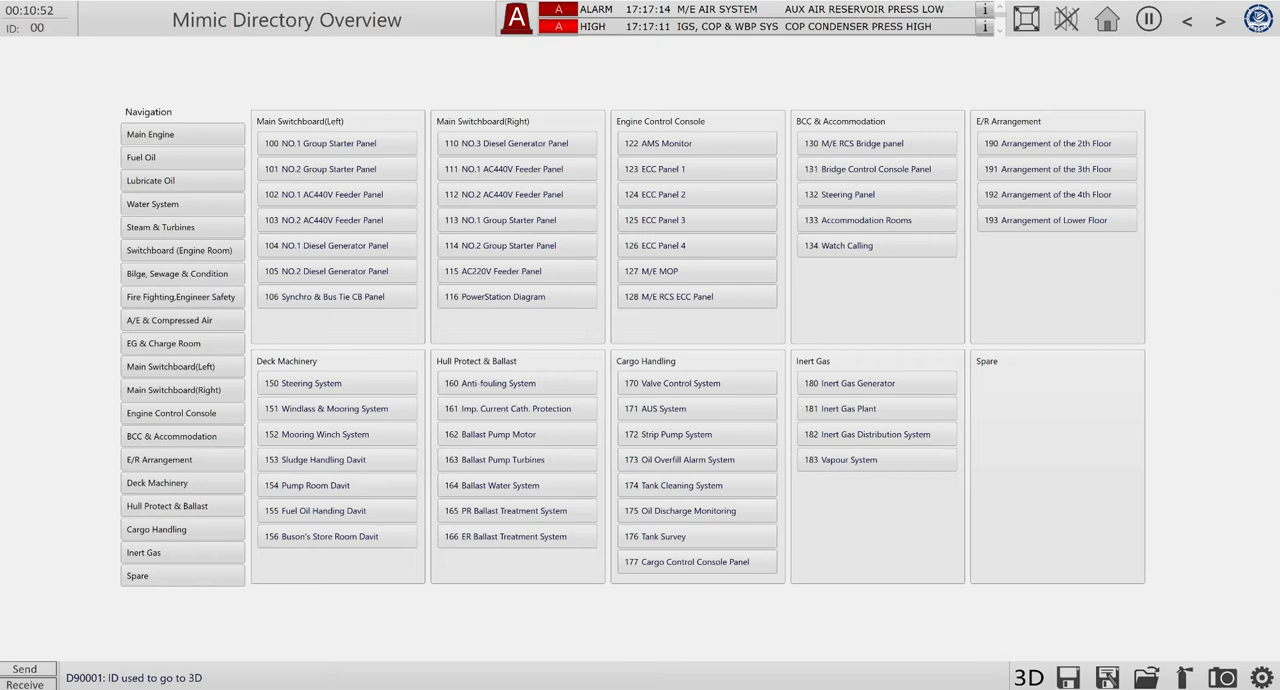 00:10:52
ID: 00
Mimic Directory Overview
A
A ALARM 17:17:14 M/E AIR SYSTEM AUX AIR RESERVOIR PRESS LOW i
A HIGH 17:17:11 IGS, COP & WBP SYS COP CONDENSER PRESS HIGH i
< >
Navigation
Main Engine
Fuel Oil
Lubricate Oil
Water System
Steam & Turbines
Switchboard (Engine Room)
Bilge, Sewage & Condition
Fire Fighting,Engineer Safety
A/E & Compressed Air
EG & Charge Room
Main Switchboard(Left)
Main Switchboard(Right)
Engine Control Console
BCC & Accommodation
E/R Arrangement
Deck Machinery
Hull Protect & Ballast
Cargo Handling
Inert Gas
Spare
Main Switchboard(Left)
100 NO.1 Group Starter Panel
101 NO.2 Group Starter Panel
102 NO.1 AC440V Feeder Panel
103 NO.2 AC440V Feeder Panel
104 NO.1 Diesel Generator Panel
105 NO.2 Diesel Generator Panel
106 Synchro & Bus Tie CB Panel
Main Switchboard(Right)
110 NO.3 Diesel Generator Panel
111 NO.1 AC440V Feeder Panel
112 NO.2 AC440V Feeder Panel
113 NO.1 Group Starter Panel
114 NO.2 Group Starter Panel
115 AC220V Feeder Panel
116 PowerStation Diagram
Engine Control Console
122 AMS Monitor
123 ECC Panel 1
124 ECC Panel 2
125 ECC Panel 3
126 ECC Panel 4
127 M/E MOP
128 M/E RCS ECC Panel
BCC & Accommodation
130 M/E RCS Bridge panel
131 Bridge Control Console Panel
132 Steering Panel
133 Accommodation Rooms
134 Watch Calling
E/R Arrangement
190 Arrangement of the 2th Floor
191 Arrangement of the 3th Floor
192 Arrangement of the 4th Floor
193 Arrangement of Lower Floor
Deck Machinery
150 Steering System
151 Windlass & Mooring System
152 Mooring Winch System
153 Sludge Handling Davit
154 Pump Room Davit
155 Fuel Oil Handing Davit
156 Buson's Store Room Davit
Hull Protect & Ballast
160 Anti-fouling System
161 Imp. Current Cath. Protection
162 Ballast Pump Motor
163 Ballast Pump Turbines
164 Ballast Water System
165 PR Ballast Treatment System
166 ER Ballast Treatment System
Cargo Handling
170 Valve Control System
171 AUS System
172 Strip Pump System
173 Oil Overfill Alarm System
174 Tank Cleaning System
175 Oil Discharge Monitoring
176 Tank Survey
177 Cargo Control Console Panel
Inert Gas
180 Inert Gas Generator
181 Inert Gas Plant
182 Inert Gas Distribution System
183 Vapour System
Spare
Send
Receive
D90001: ID used to go to 3D
3D